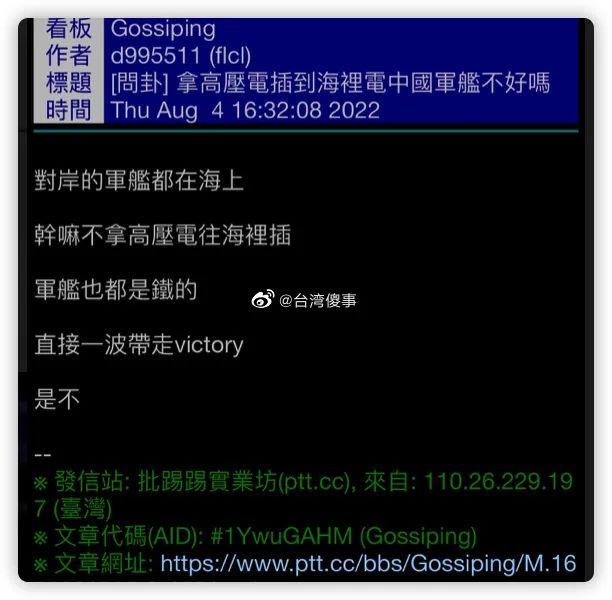 看板 Gossiping
作者 d995511 (flcl)
標題 [問卦] 拿高壓電插到海裡電中國軍艦不好嗎
時間 Thu Aug 4 16:32:08 2022
對岸的軍艦都在海上
幹嘛不拿高壓電往海裡插
軍艦也都是鐵的
@台湾傻事
直接一波帶走victory
是不
--
※ 發信站: 批踢踢實業坊(ptt.cc), 來自: 110.26.229.19
7 (臺灣)
※ 文章代碼(AID): #1YwuGAHM (Gossiping)
※ 文章網址: https://www.ptt.cc/bbs/Gossiping/M.16